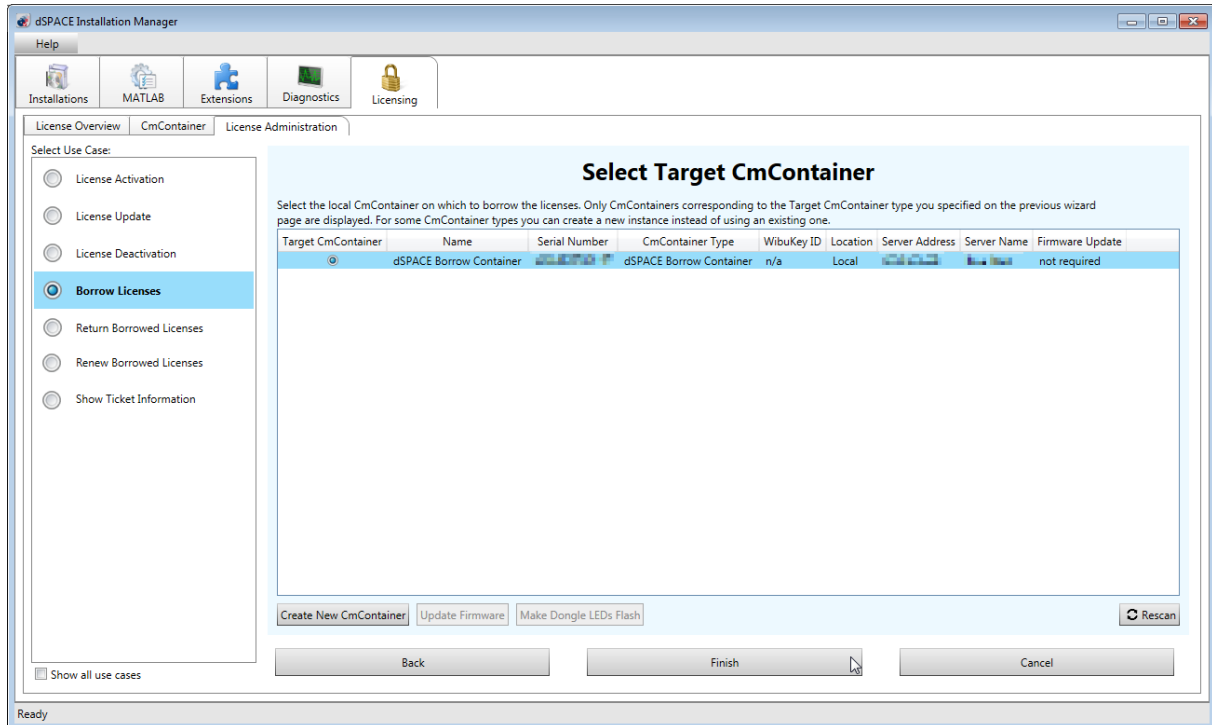 dSPACE Installation Manager
Help
Installations MATLAB Extensions Diagnostics Licensing
License Overview CmContainer License Administration
Select Use Case:
License Activation
License Update
License Deactivation
Borrow Licenses
Return Borrowed Licenses
Renew Borrowed Licenses
Show Ticket Information
Show all use cases
Select Target CmContainer
Select the local CmContainer on which to borrow the licenses. Only CmContainers corresponding to the Target CmContainer type you specified on the previous wizard
page are displayed. For some CmContainer types you can create a new instance instead of using an existing one.
Target CmContainer Name Serial Number CmContainer Type WibuKey ID Location Server Address Server Name Firmware Update
dSPACE Borrow Container dSPACE Borrow Container n/a Local not required
Create New CmContainer Update Firmware Make Dongle LEDs Flash Rescan
Back Finish Cancel
Ready